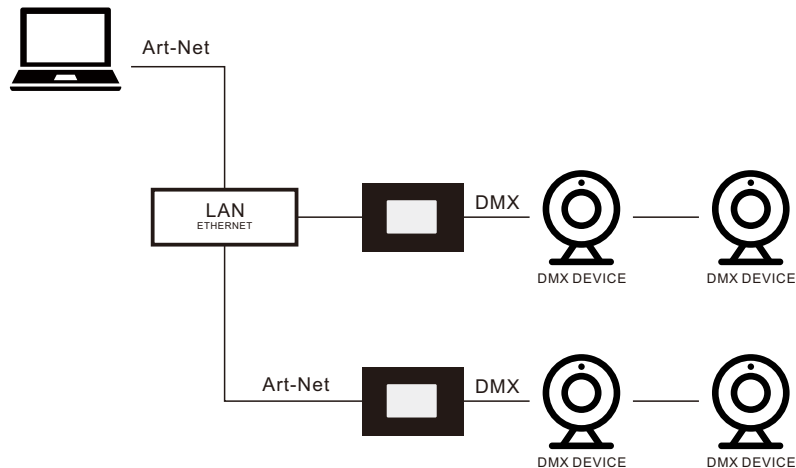 Art-Net
LAN
ETHERNET
DMX
DMX DEVICE
DMX DEVICE
Art-Net
DMX
DMX DEVICE
DMX DEVICE